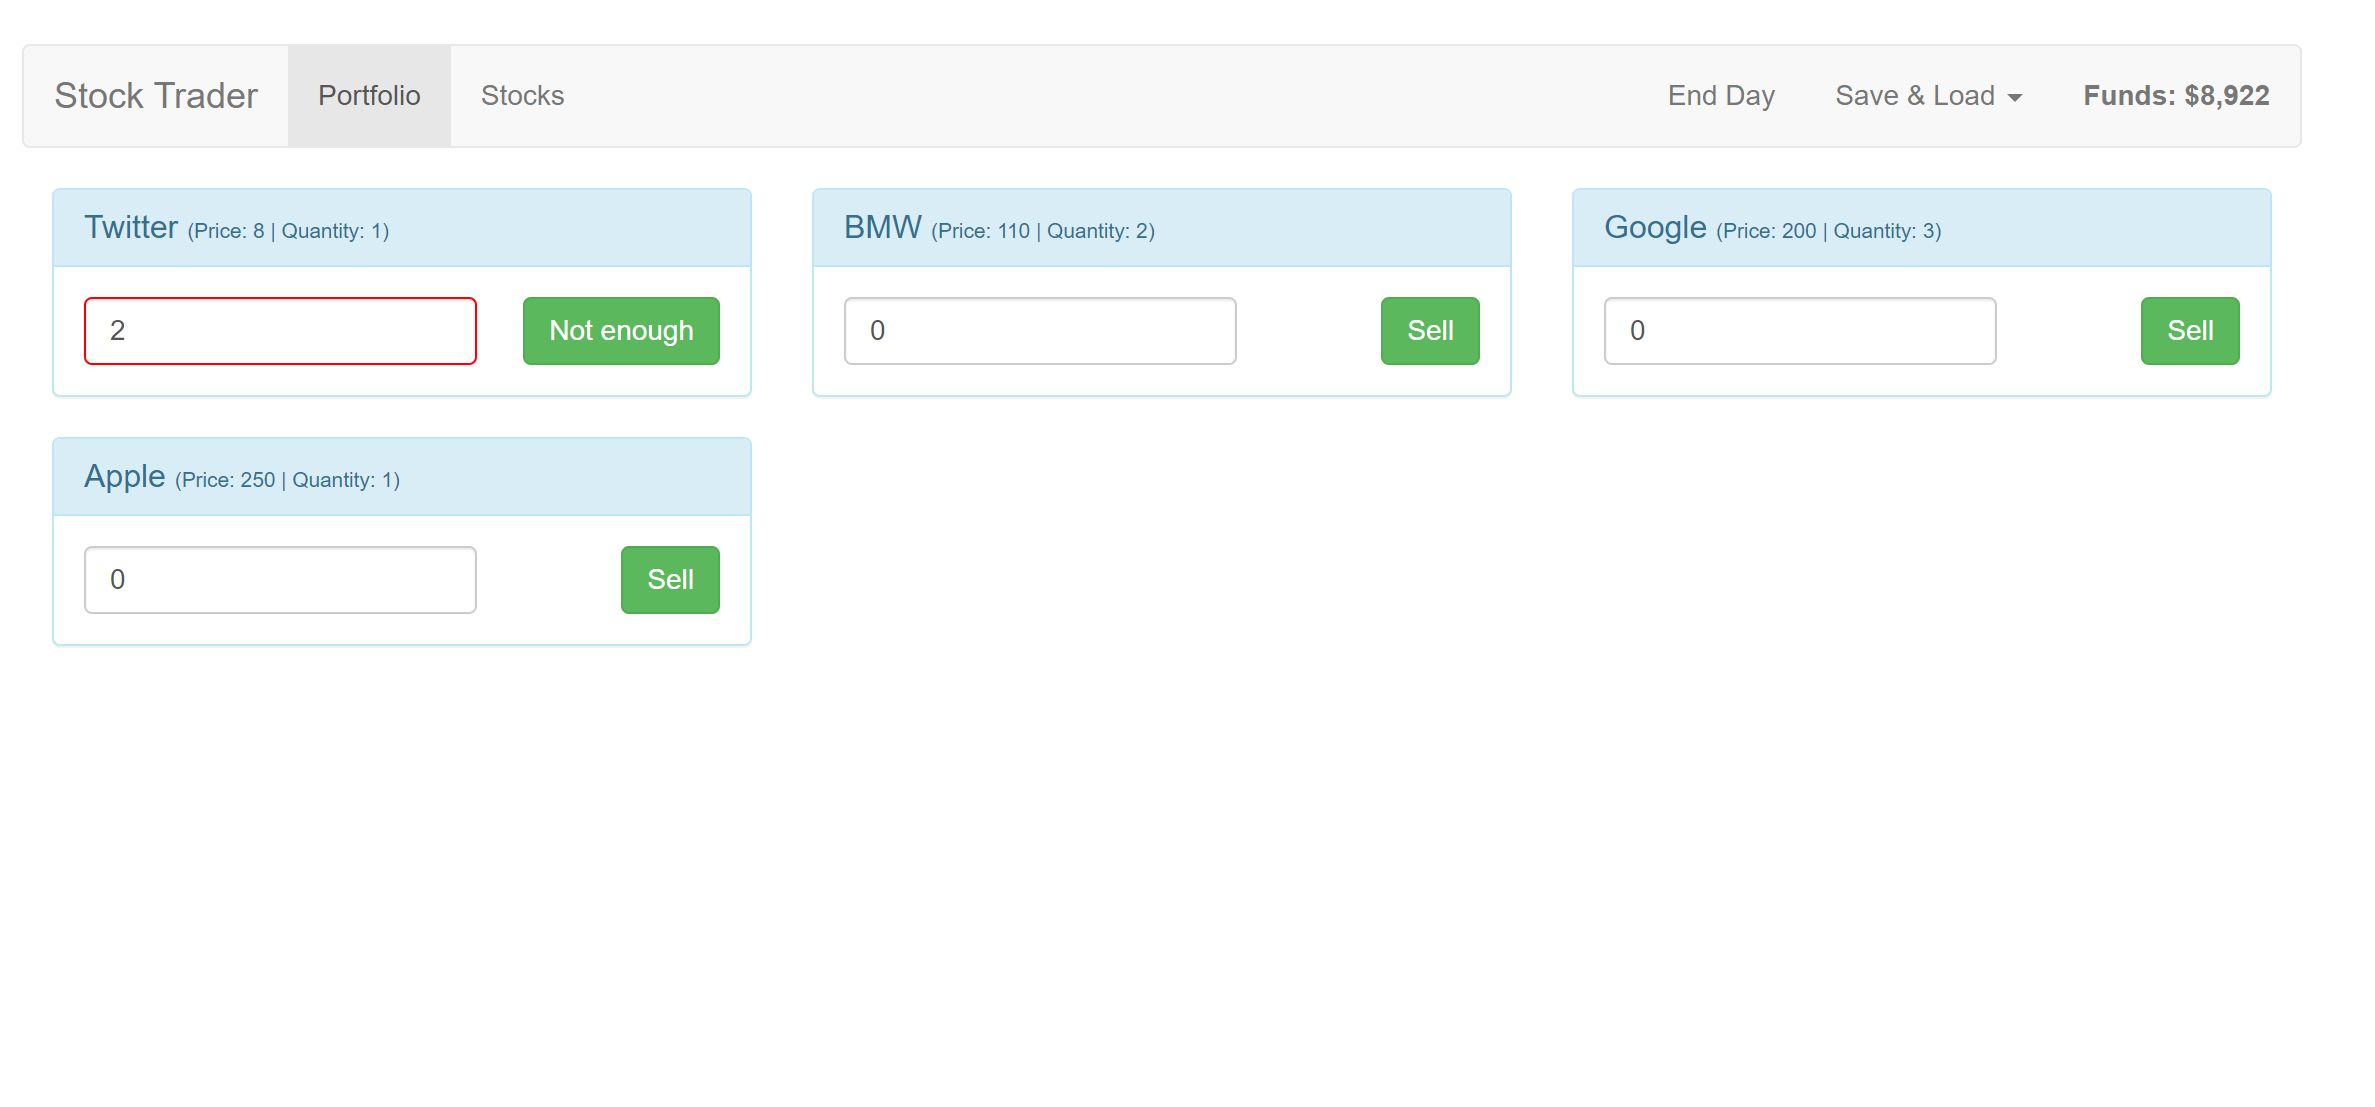 Stock Trader Portfolio Stocks End Day Save & Load Funds: $8,922
Twitter (Price: 8 | Quantity: 1)
2 Not enough
BMW (Price: 110 | Quantity: 2)
0 Sell
Google (Price: 200 | Quantity: 3)
0 Sell
Apple (Price: 250 | Quantity: 1)
0 Sell